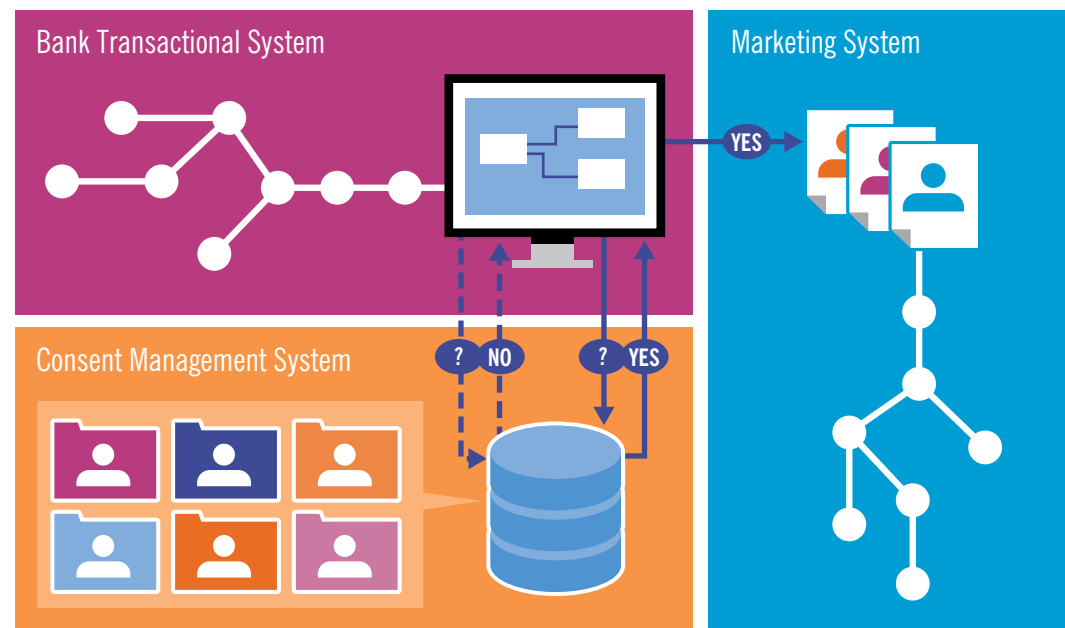 Bank Transactional System
Marketing System
YES
Consent Management System
?
NO
?
YES